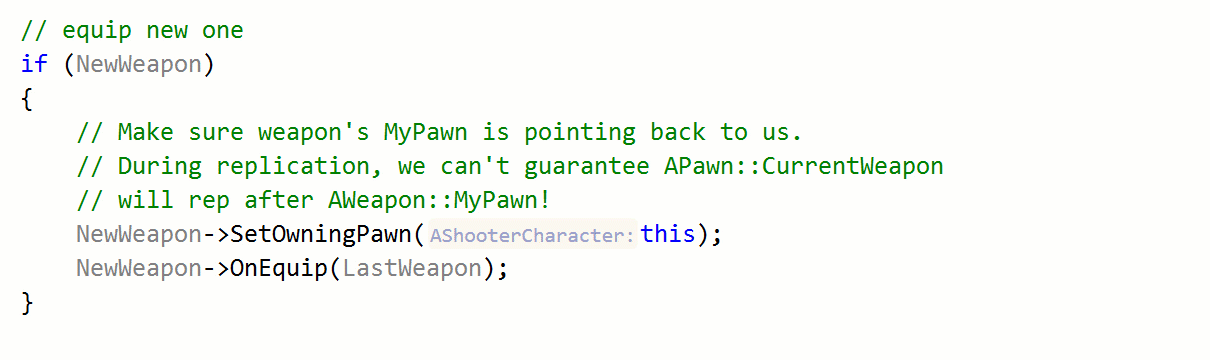 // equip new one
if (NewWeapon)
{
    // Make sure weapon's MyPawn is pointing back to us.
    // During replication, we can't guarantee APawn::CurrentWeapon
    // will rep after AWeapon::MyPawn!
    NewWeapon->SetOwningPawn(AShooterCharacter:this);
    NewWeapon->OnEquip(LastWeapon);
}